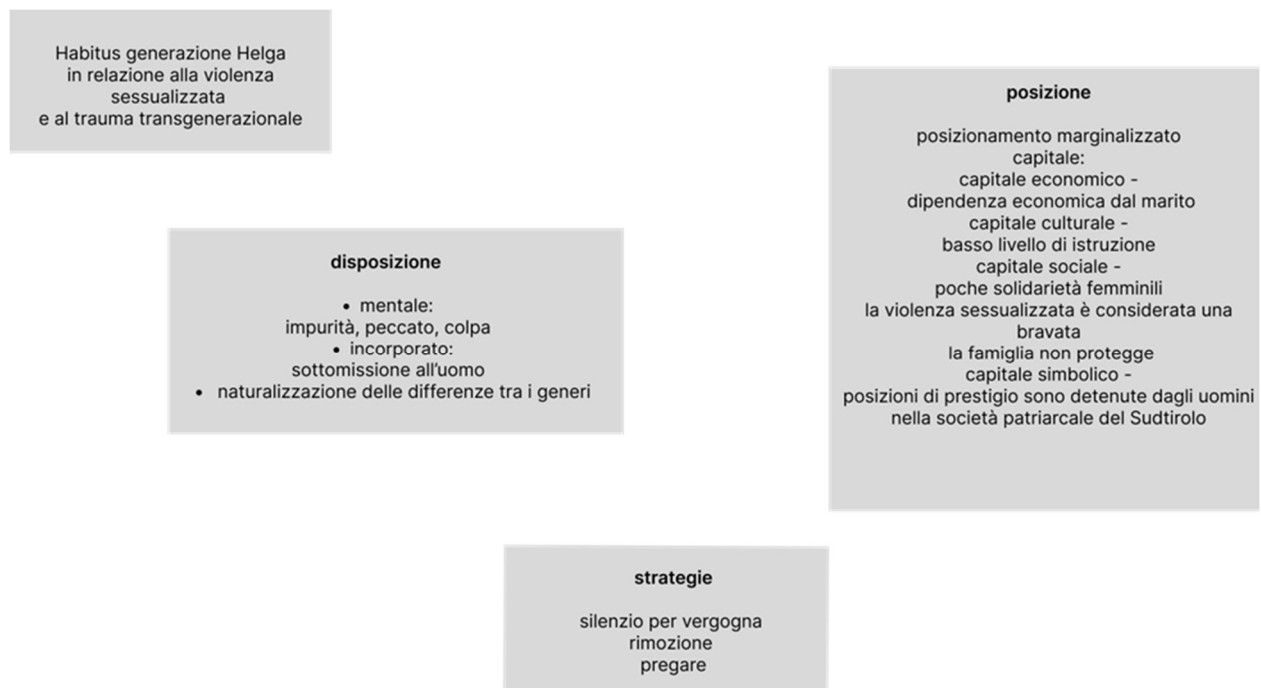 Habitus generazione Helga
in relazione alla violenza
sessualizzata
e al trauma transgenerazionale
disposizione
• mentale:
impurità, peccato, colpa
• incorporato:
sottomissione all'uomo
• naturalizzazione delle differenze tra i generi
posizione
posizionamento marginalizzato
capitale:
capitale economico -
dipendenza economica dal marito
capitale culturale -
basso livello di istruzione
capitale sociale -
poche solidarietà femminili
la violenza sessualizzata è considerata una
bravata
la famiglia non protegge
capitale simbolico -
posizioni di prestigio sono detenute dagli uomini
nella società patriarcale del Sudtirolo
strategie
silenzio per vergogna
rimozione
pregare